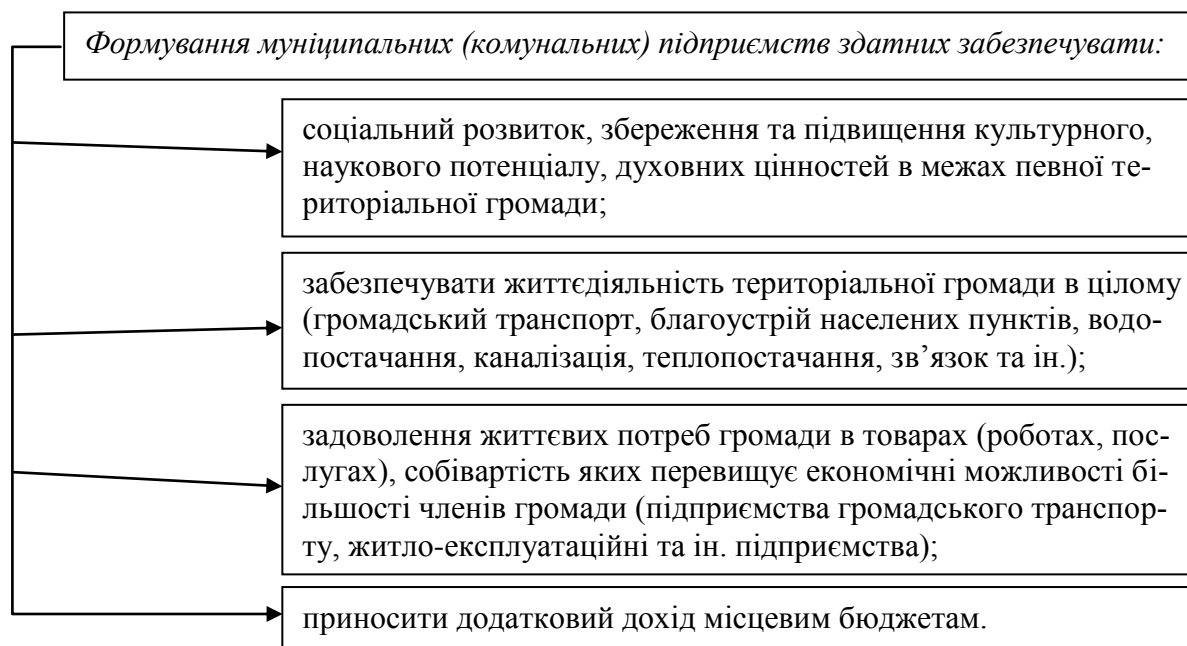 Формування муніципальних (комунальних) підприємств здатних забезпечувати:
соціальний розвиток, збереження та підвищення культурного,
наукового потенціалу, духовних цінностей в межах певної те-
риторіальної громади;
забезпечувати життєдіяльність територіальної громади в цілому
(громадський транспорт, благоустрій населених пунктів, водо-
постачання, каналізація, теплопостачання, зв’язок та ін.);
задоволення життєвих потреб громади в товарах (роботах, пос-
лугах), собівартість яких перевищує економічні можливості бі-
льшості членів громади (підприємства громадського транспор-
ту, житло-експлуатаційні та ін. підприємства);
приносити додатковий дохід місцевим бюджетам.